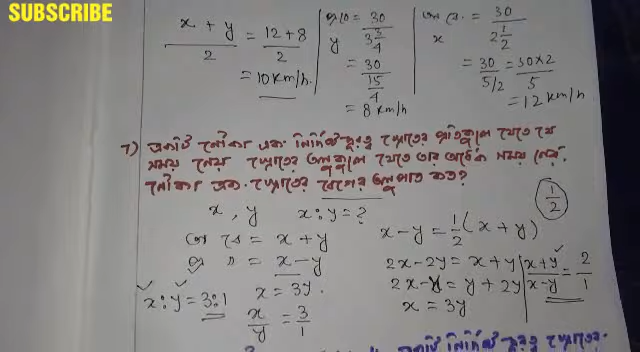 SUBSCRIBE
x + y / 2 = 12+8 / 2
= 10 km/h.
y = 30 / 3 3/4
= 30 / 15/4
= 8 km/h
x = 30 / 2 1/2
= 30 / 5/2 = 30×2 / 5
= 12 km/h
7) একটি নৌকা এক নির্দিষ্ট দূরত্ব স্রোতের প্রতিকূলে যেতে যে
সময় নেয় স্রোতের অনুকূলে যেতে তার অর্ধেক সময় নেয়.
নৌকা এবং স্রোতের বেগের অনুপাত কত?
1/2
x , y x : y = ?
x - y = 1/2 (x + y)
= x + y
= x - y
2x - 2y = x + y
x + y / x - y = 2 / 1
2x - x = y + 2y
x = 3y
x = 3y.
x : y = 3 : 1
x / y = 3 / 1